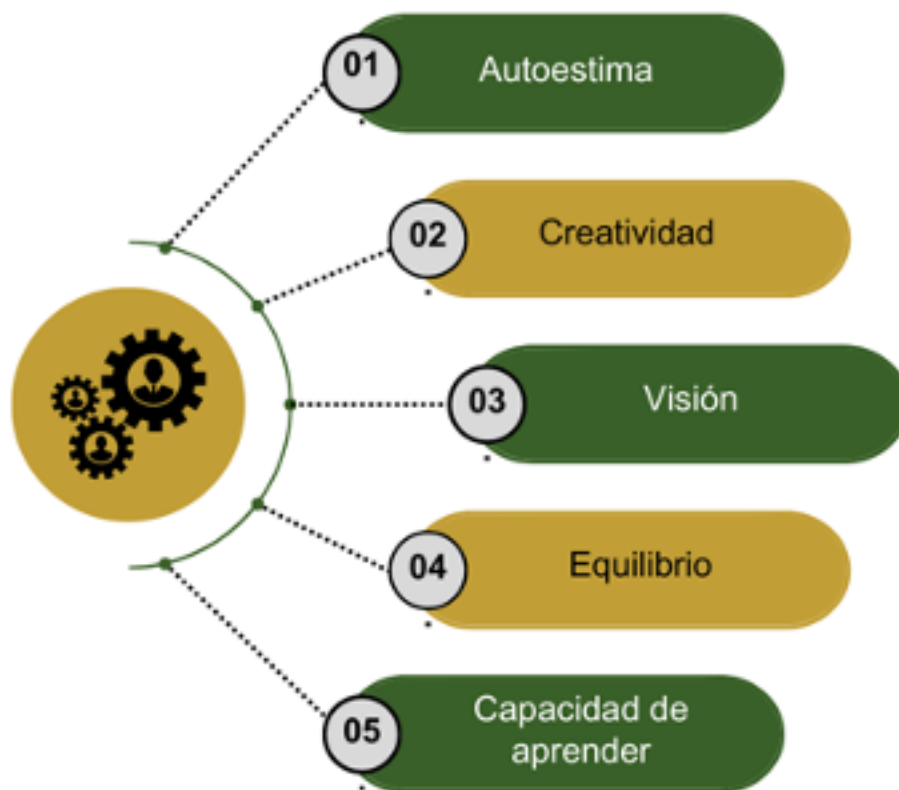 01
Autoestima
02
Creatividad
03
Visión
04
Equilibrio
05
Capacidad de
aprender